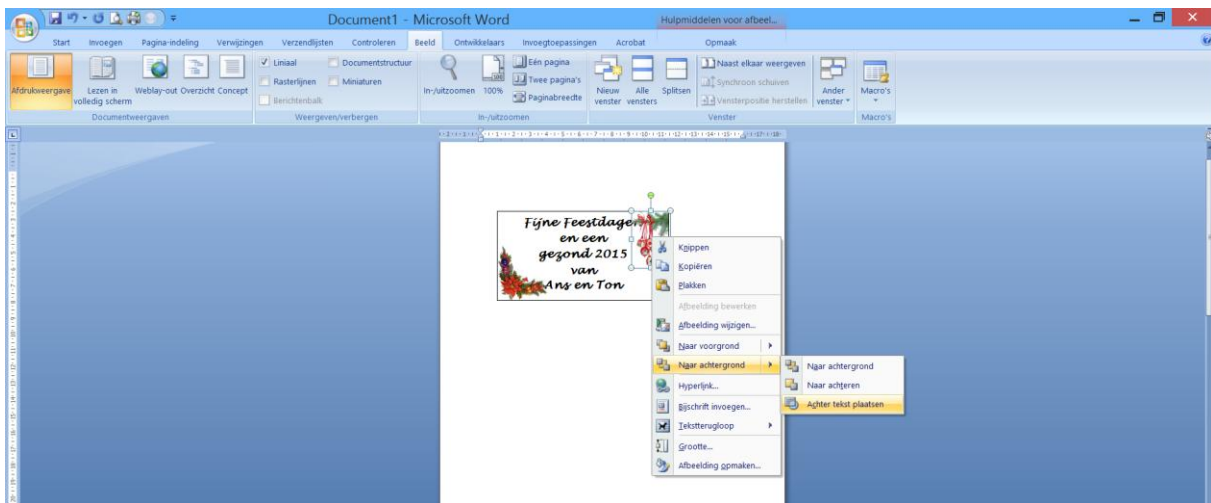 Document1 - Microsoft Word
Hulpmiddelen voor afbeel...
Start Invoegen Pagina-indeling Verwijzingen Verzendlijsten Controleren Beeld Ontwikkelaars Invoegtoepassingen Acrobat Opmaak
Afdrukweergave
Lezen in volledig scherm
Weblay-out Overzicht Concept
Documentweergaven
Liniaal
Rasterlijnen
Berichtenbalk
Documentstructuur
Miniaturen
Weergeven/verbergen
In-/uitzoomen 100%
Eén pagina
Twee pagina's
Paginabreedte
In-/uitzoomen
Nieuw venster
Alle vensters
Splitsen
Naast elkaar weergeven
Synchroon schuiven
Vensterpositie herstellen
Ander venster
Venster
Macro's
Macro's
Fijne Feestdagen
en een
gezond 2015
van
Ans en Ton
Knippen
Kopiëren
Plakken
Afbeelding bewerken
Afbeelding wijzigen...
Naar voorgrond
Naar achtergrond
Hyperlink...
Bijschrift invoegen...
Tekstterugloop
Grootte...
Afbeelding opmaken...
Naar achtergrond
Naar achteren
Achter tekst plaatsen